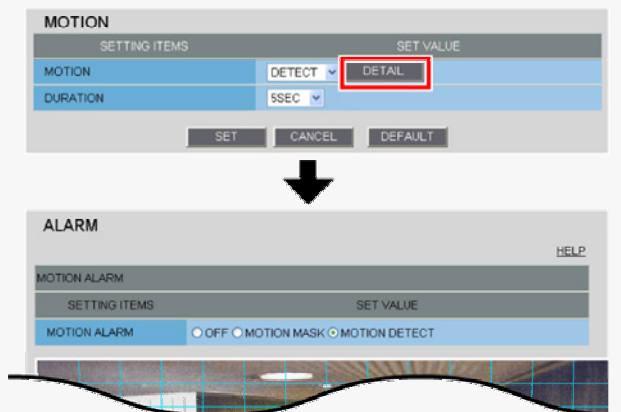 MOTION
SETTING ITEMS SET VALUE
MOTION DETECT DETAIL
DURATION 5SEC
SET CANCEL DEFAULT
ALARM
HELP
MOTION ALARM
SETTING ITEMS SET VALUE
MOTION ALARM OFF MOTION MASK MOTION DETECT